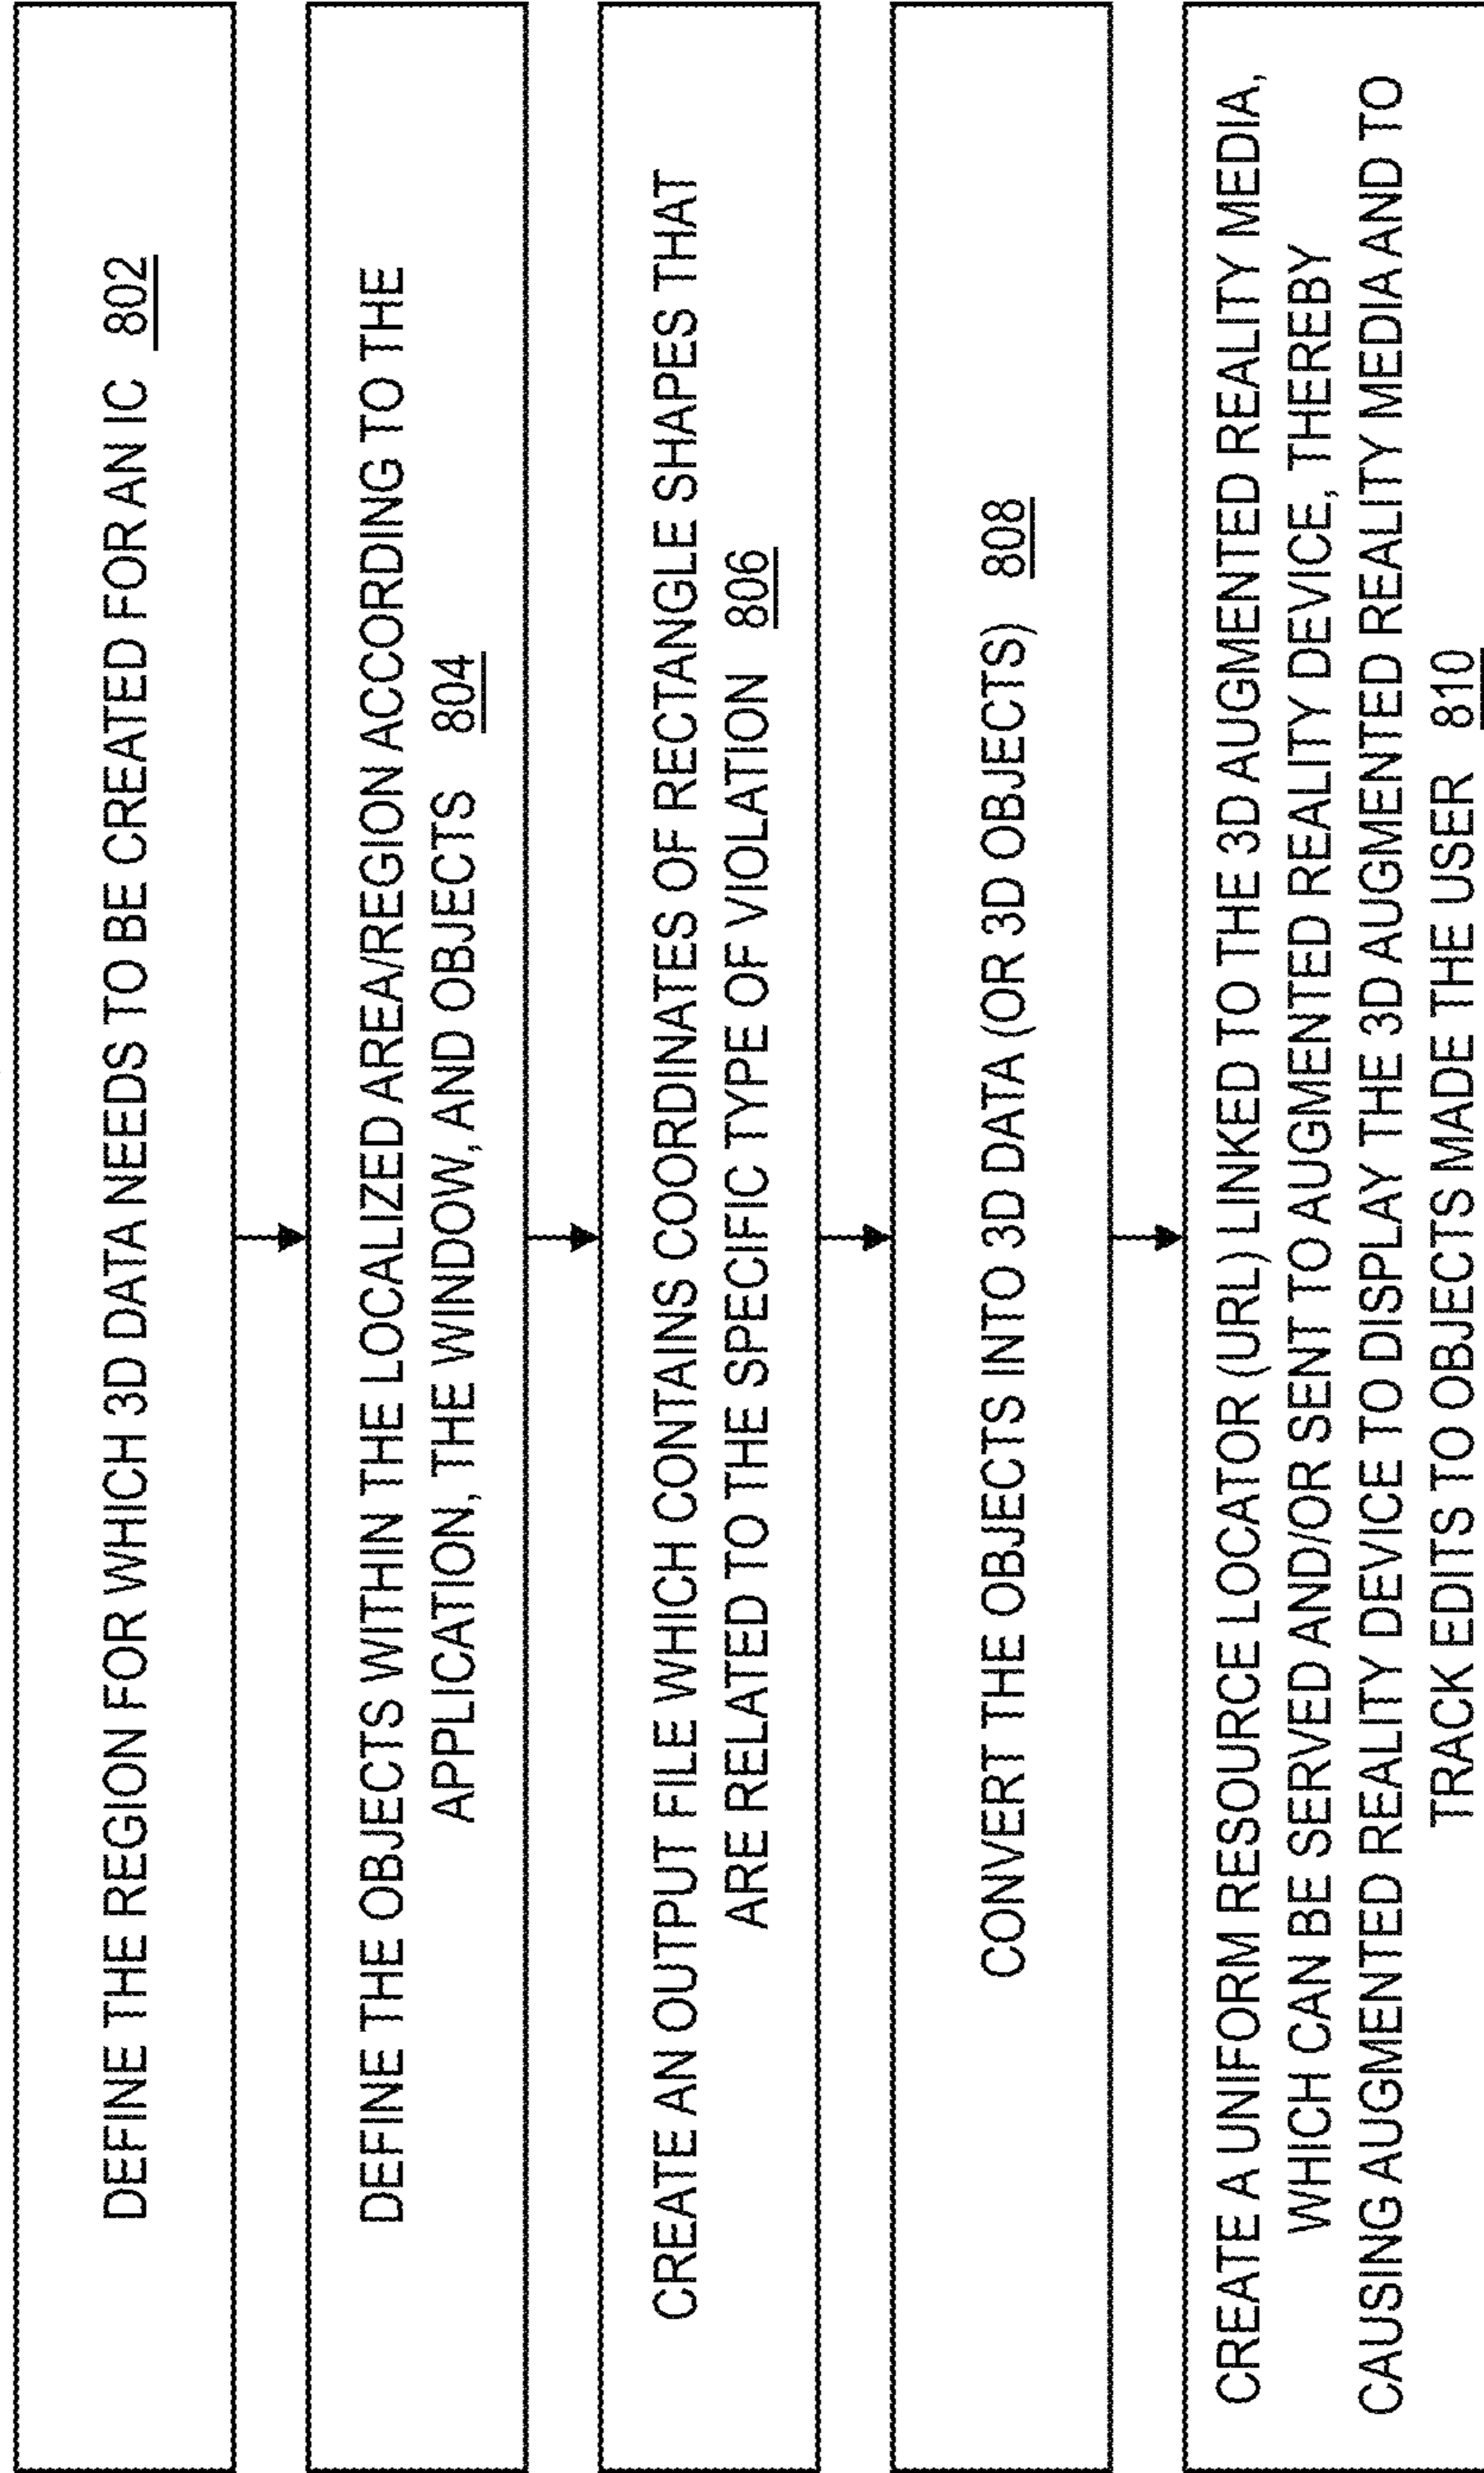 DEFINE THE REGION FOR WHICH 3D DATA NEEDS TO BE CREATED FOR AN IC 802
DEFINE THE OBJECTS WITHIN THE LOCALIZED AREA/REGION ACCORDING TO THE
APPLICATION, THE WINDOW, AND OBJECTS 804
CREATE AN OUTPUT FILE WHICH CONTAINS COORDINATES OF RECTANGLE SHAPES THAT
ARE RELATED TO THE SPECIFIC TYPE OF VIOLATION 806
CONVERT THE OBJECTS INTO 3D DATA (OR 3D OBJECTS) 808
CREATE A UNIFORM RESOURCE LOCATOR (URL) LINKED TO THE 3D AUGMENTED REALITY MEDIA,
WHICH CAN BE SERVED AND/OR SENT TO AUGMENTED REALITY DEVICE, THEREBY
CAUSING AUGMENTED REALITY DEVICE TO DISPLAY THE 3D AUGMENTED REALITY MEDIA AND TO
TRACK EDITS TO OBJECTS MADE THE USER 810